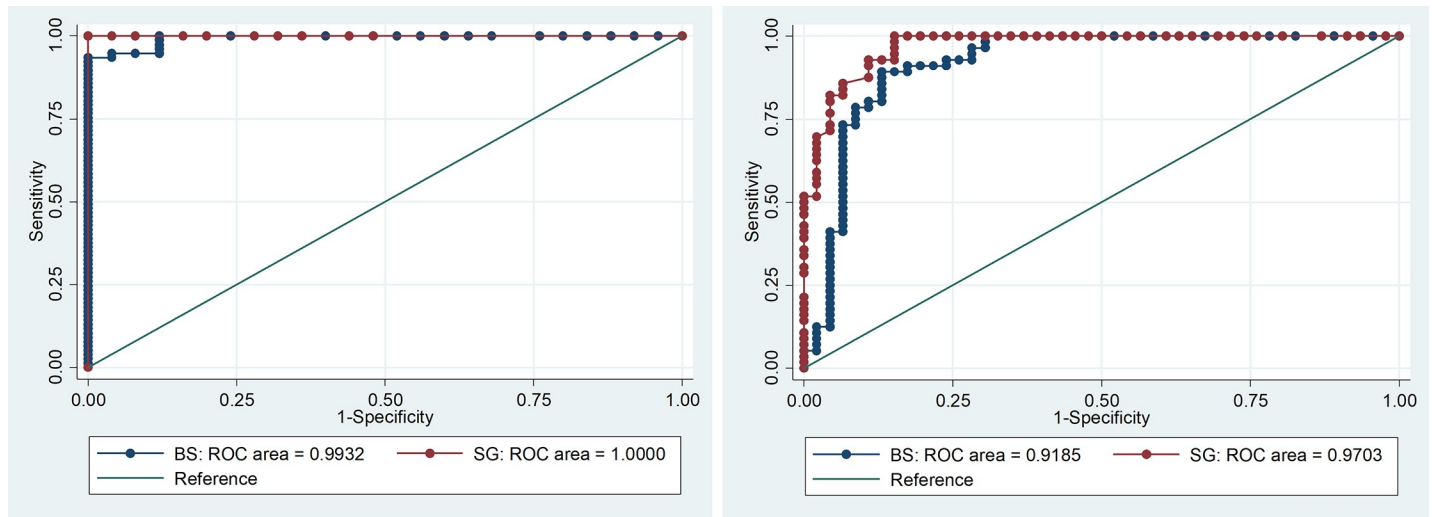 1.00
0.75
0.50
0.25
0.00
Sensitivity
0.00 0.25 0.50 0.75 1.00
1-Specificity
BS: ROC area = 0.9932 SG: ROC area = 1.0000
Reference
1.00
0.75
0.50
0.25
0.00
Sensitivity
0.00 0.25 0.50 0.75 1.00
1-Specificity
BS: ROC area = 0.9185 SG: ROC area = 0.9703
Reference